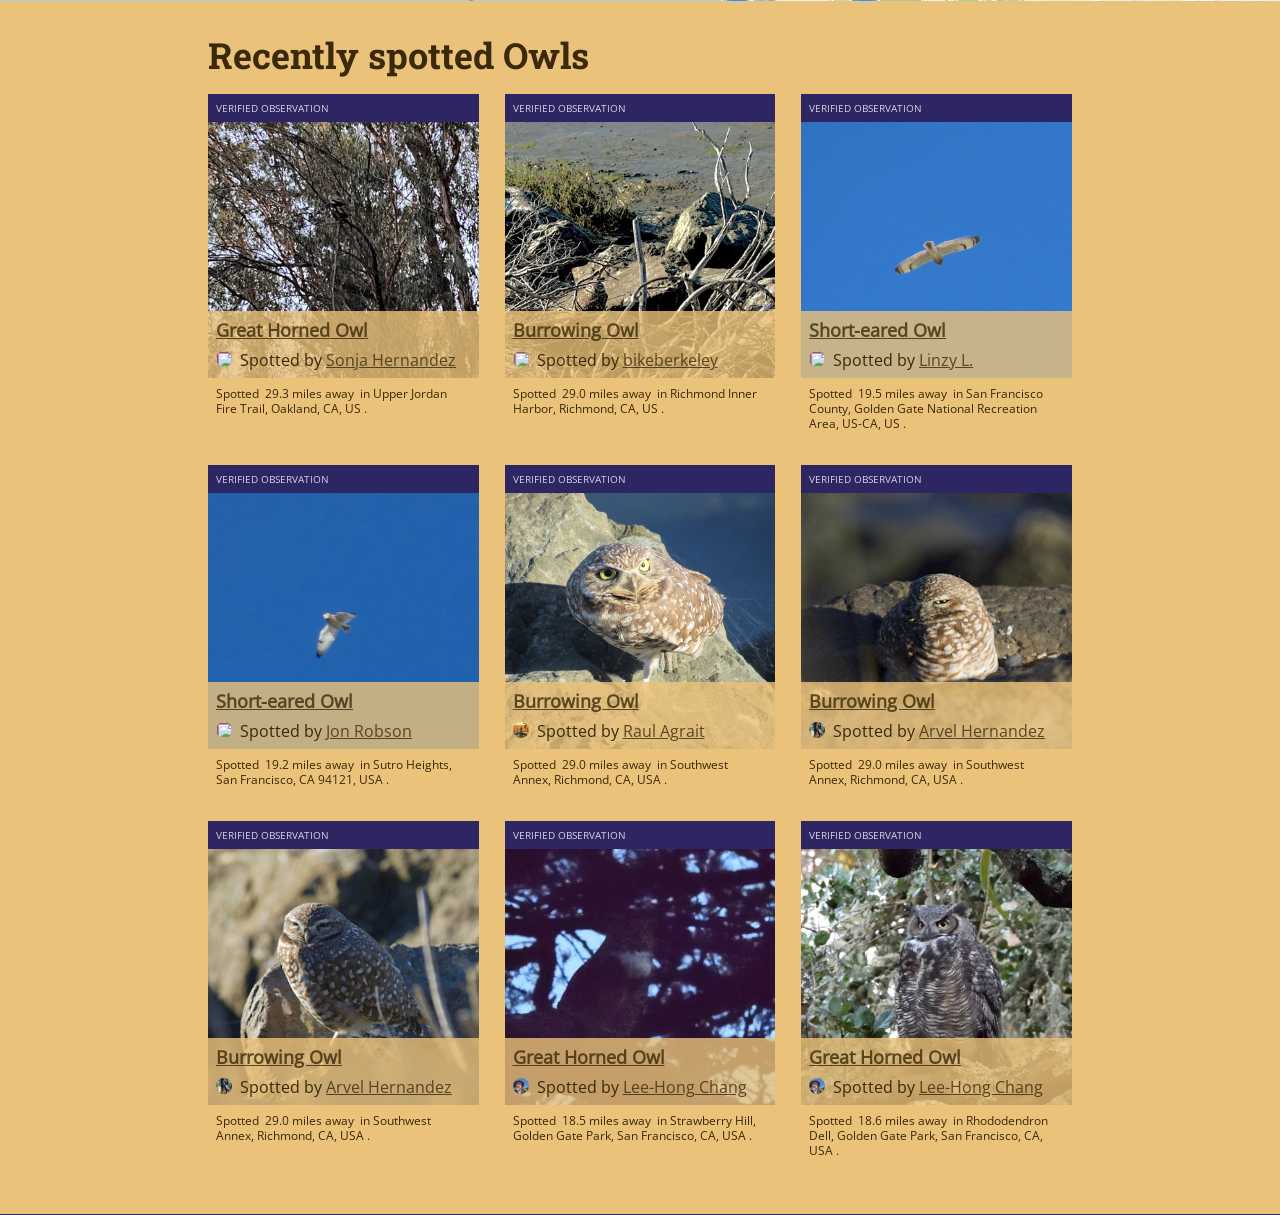 Recently spotted Owls
VERIFIED OBSERVATION
Great Horned Owl
Spotted by Sonja Hernandez
Spotted 29.3 miles away in Upper Jordan
Fire Trail, Oakland, CA, US .
VERIFIED OBSERVATION
Burrowing Owl
Spotted by bikeberkeley
Spotted 29.0 miles away in Richmond Inner
Harbor, Richmond, CA, US .
VERIFIED OBSERVATION
Short-eared Owl
Spotted by Linzy L.
Spotted 19.5 miles away in San Francisco
County, Golden Gate National Recreation
Area, US-CA, US .
VERIFIED OBSERVATION
Short-eared Owl
Spotted by Jon Robson
Spotted 19.2 miles away in Sutro Heights,
San Francisco, CA 94121, USA .
VERIFIED OBSERVATION
Burrowing Owl
Spotted by Raul Agrait
Spotted 29.0 miles away in Southwest
Annex, Richmond, CA, USA .
VERIFIED OBSERVATION
Burrowing Owl
Spotted by Arvel Hernandez
Spotted 29.0 miles away in Southwest
Annex, Richmond, CA, USA .
VERIFIED OBSERVATION
Burrowing Owl
Spotted by Arvel Hernandez
Spotted 29.0 miles away in Southwest
Annex, Richmond, CA, USA .
VERIFIED OBSERVATION
Great Horned Owl
Spotted by Lee-Hong Chang
Spotted 18.5 miles away in Strawberry Hill,
Golden Gate Park, San Francisco, CA, USA .
VERIFIED OBSERVATION
Great Horned Owl
Spotted by Lee-Hong Chang
Spotted 18.6 miles away in Rhododendron
Dell, Golden Gate Park, San Francisco, CA,
USA .